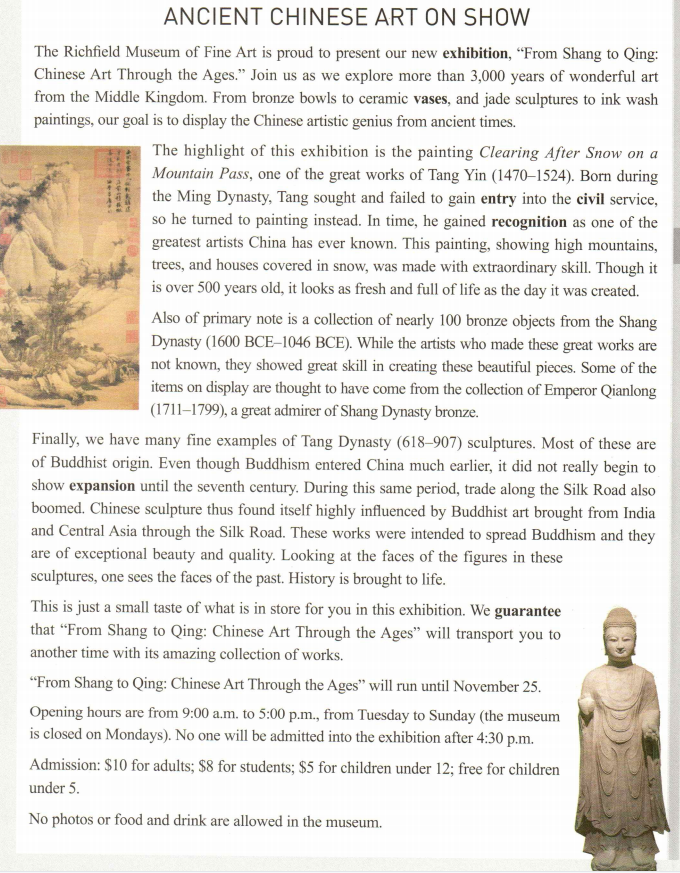 ANCIENT CHINESE ART ON SHOW
The Richfield Museum of Fine Art is proud to present our new exhibition, “From Shang to Qing:
Chinese Art Through the Ages.” Join us as we explore more than 3,000 years of wonderful art
from the Middle Kingdom. From bronze bowls to ceramic vases, and jade sculptures to ink wash
paintings, our goal is to display the Chinese artistic genius from ancient times.
The highlight of this exhibition is the painting Clearing After Snow on a
Mountain Pass, one of the great works of Tang Yin (1470–1524). Born during
the Ming Dynasty, Tang sought and failed to gain entry into the civil service,
so he turned to painting instead. In time, he gained recognition as one of the
greatest artists China has ever known. This painting, showing high mountains,
trees, and houses covered in snow, was made with extraordinary skill. Though it
is over 500 years old, it looks as fresh and full of life as the day it was created.
Also of primary note is a collection of nearly 100 bronze objects from the Shang
Dynasty (1600 BCE–1046 BCE). While the artists who made these great works are
not known, they showed great skill in creating these beautiful pieces. Some of the
items on display are thought to have come from the collection of Emperor Qianlong
(1711–1799), a great admirer of Shang Dynasty bronze.
Finally, we have many fine examples of Tang Dynasty (618–907) sculptures. Most of these are
of Buddhist origin. Even though Buddhism entered China much earlier, it did not really begin to
show expansion until the seventh century. During this same period, trade along the Silk Road also
boomed. Chinese sculpture thus found itself highly influenced by Buddhist art brought from India
and Central Asia through the Silk Road. These works were intended to spread Buddhism and they
are of exceptional beauty and quality. Looking at the faces of the figures in these
sculptures, one sees the faces of the past. History is brought to life.
This is just a small taste of what is in store for you in this exhibition. We guarantee
that “From Shang to Qing: Chinese Art Through the Ages” will transport you to
another time with its amazing collection of works.
“From Shang to Qing: Chinese Art Through the Ages” will run until November 25.
Opening hours are from 9:00 a.m. to 5:00 p.m., from Tuesday to Sunday (the museum
is closed on Mondays). No one will be admitted into the exhibition after 4:30 p.m.
Admission: $10 for adults; $8 for students; $5 for children under 12; free for children
under 5.
No photos or food and drink are allowed in the museum.